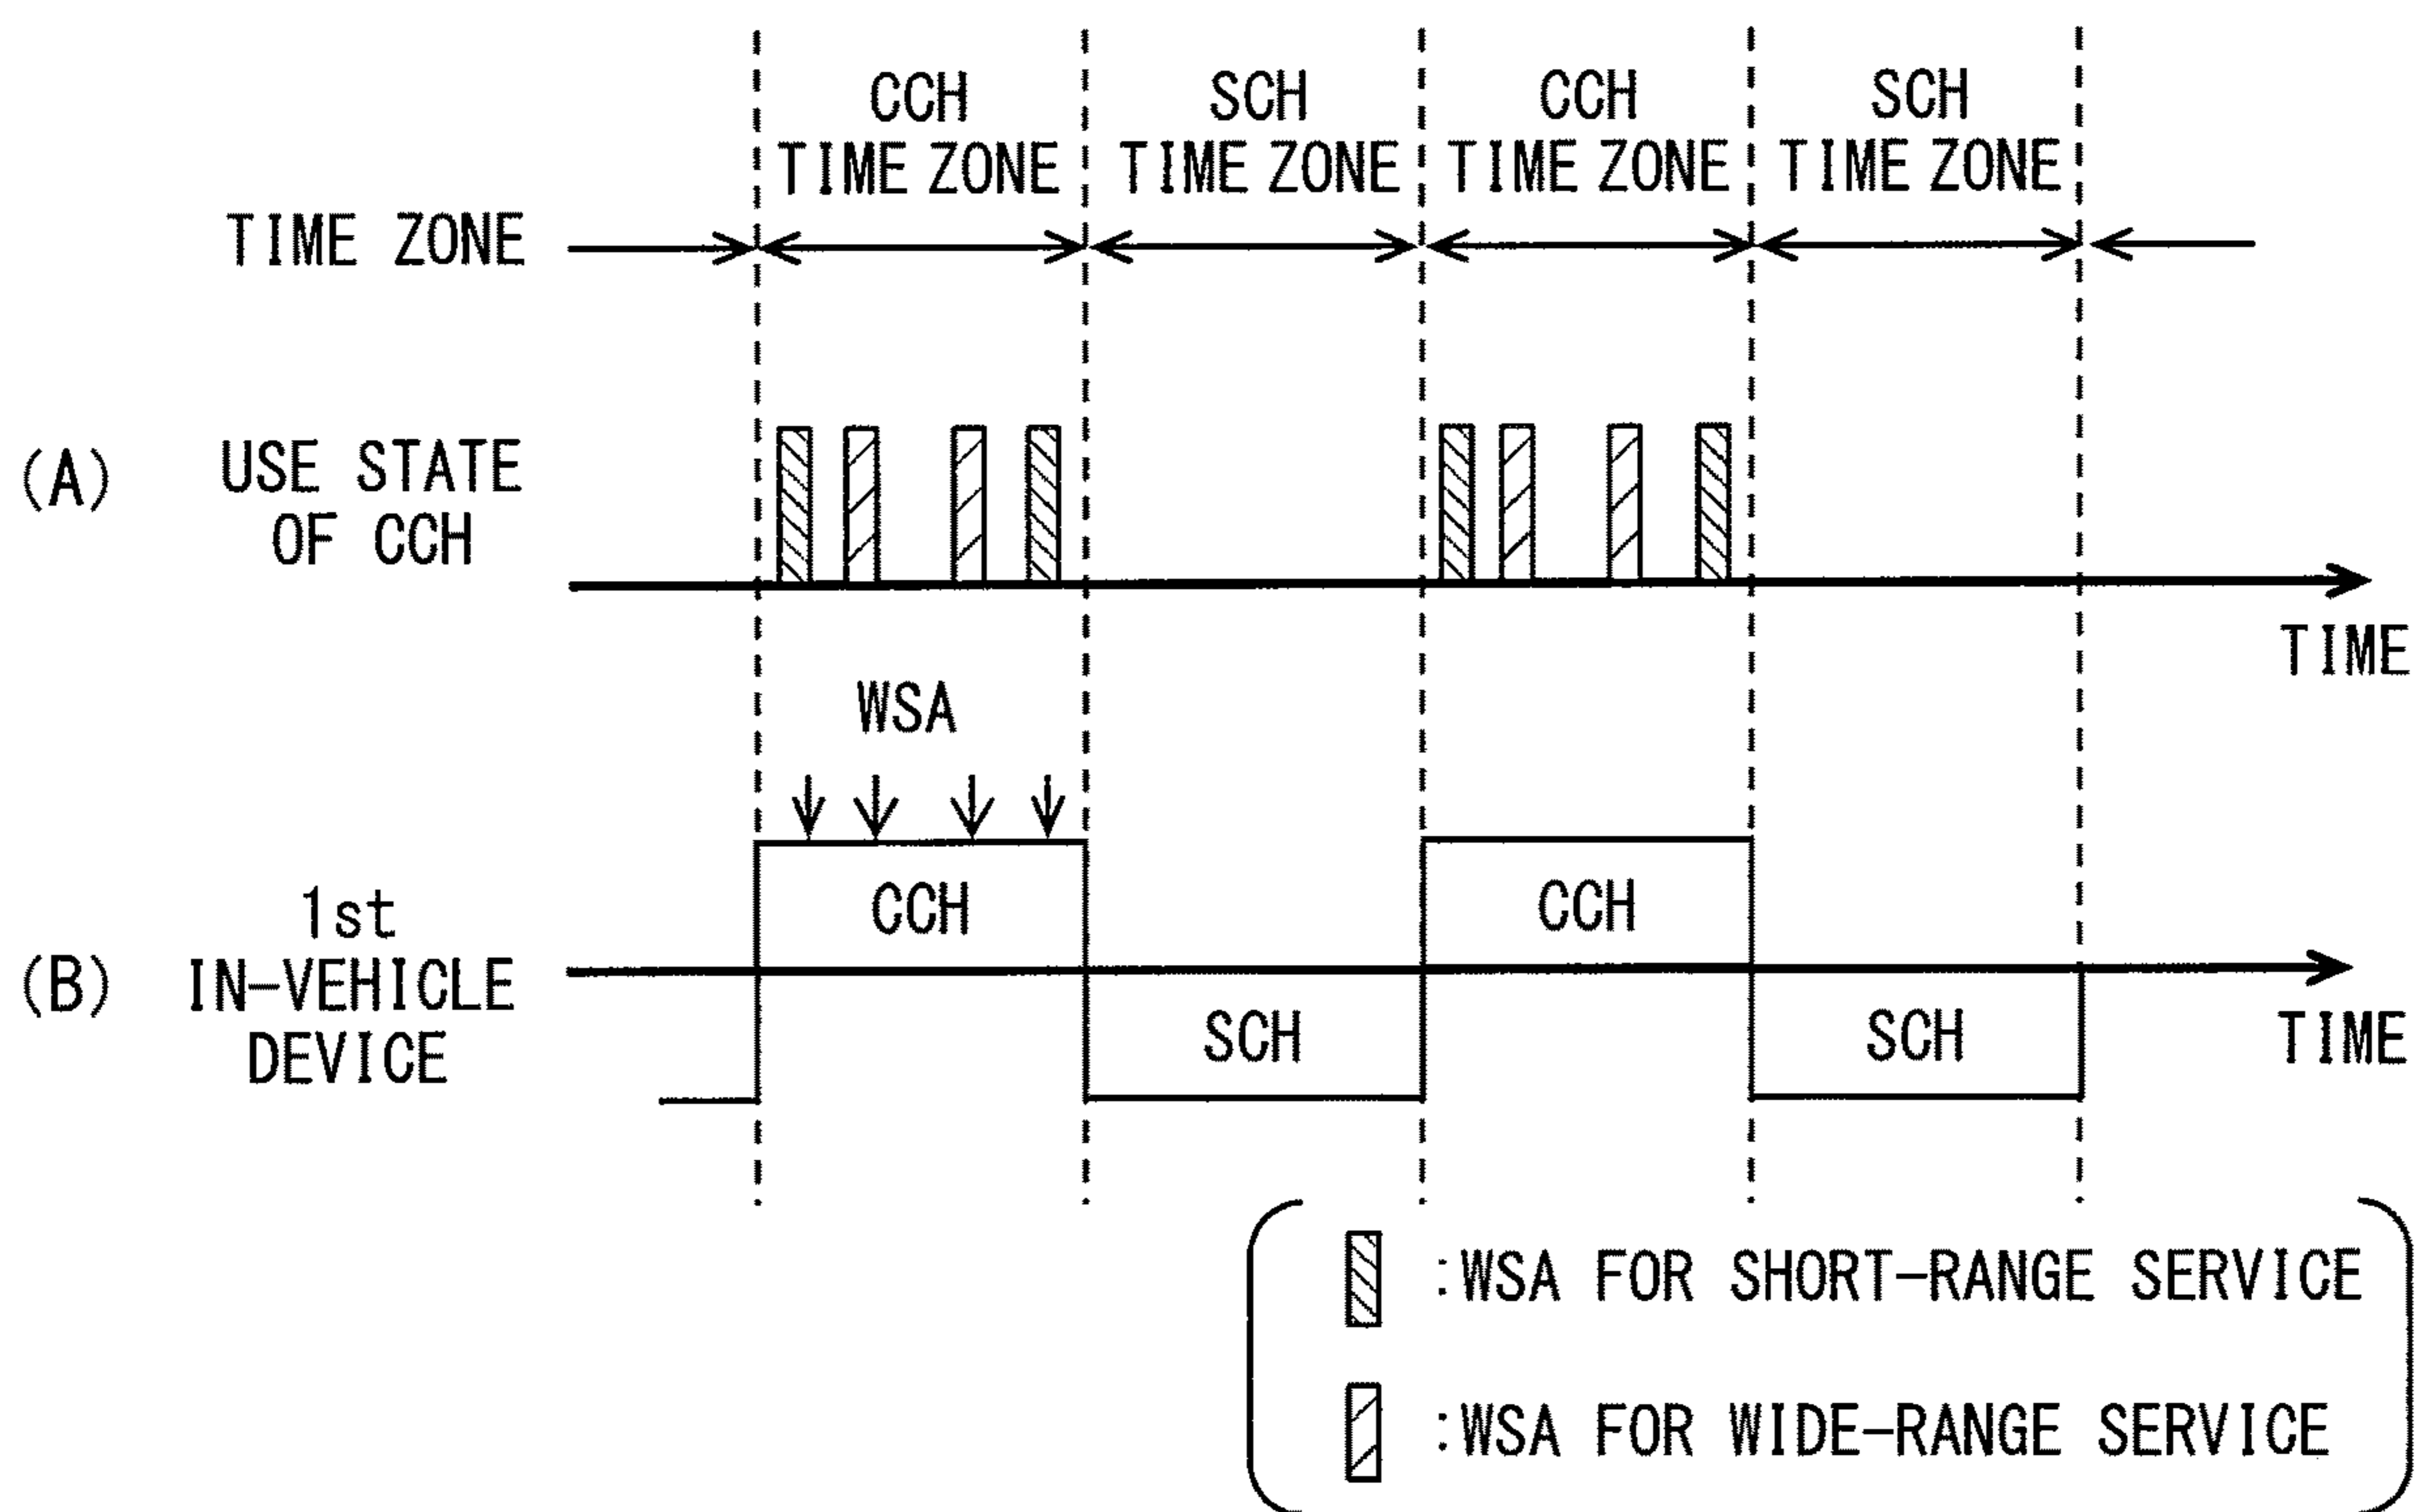 CCH
TIME ZONE
SCH
TIME ZONE
CCH
TIME ZONE
SCH
TIME ZONE
TIME ZONE
(A)
USE STATE
OF CCH
TIME
WSA
(B)
1st
IN-VEHICLE
DEVICE
CCH
SCH
CCH
SCH
TIME
:WSA FOR SHORT-RANGE SERVICE
:WSA FOR WIDE-RANGE SERVICE